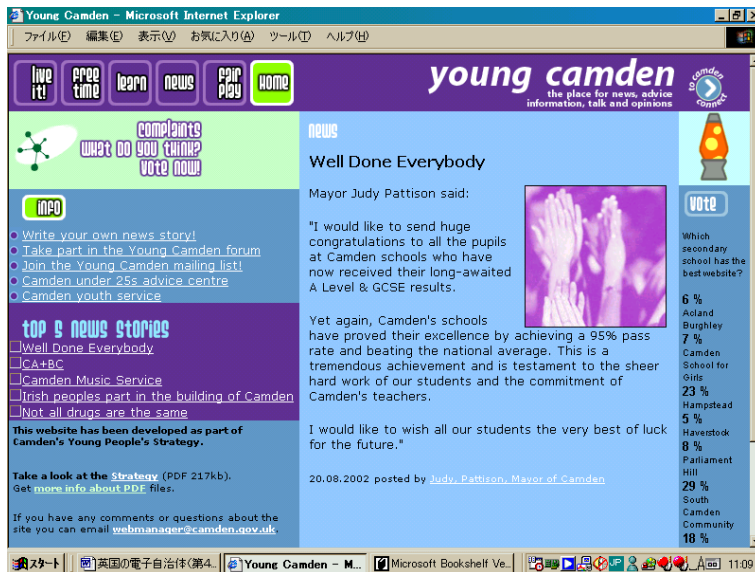 Young Camden - Microsoft Internet Explorer
ファイル(F) 編集(E) 表示(V) お気に入り(A) ツール(T) ヘルプ(H)
live it!
free time
learn
news
fair play
HOME
young camden
the place for news, advice
information, talk and opinions
to camden connect
complaints
WHAT DO YOU THINK?
VOTE NOW!
INFO
Write your own news story!
Take part in the Young Camden forum
Join the Young Camden mailing list!
Camden under 25s advice centre
Camden youth service
top 5 news stories
Well Done Everybody
CA+BC
Camden Music Service
Irish peoples part in the building of Camden
Not all drugs are the same
This website has been developed as part of
Camden's Young People's Strategy.
Take a look at the Strategy (PDF 217kb).
Get more info about PDF files.
If you have any comments or questions about the
site you can email webmanager@camden.gov.uk.
news
Well Done Everybody
Mayor Judy Pattison said:
"I would like to send huge
congratulations to all the pupils
at Camden schools who have
now received their long-awaited
A Level & GCSE results.
Yet again, Camden's schools
have proved their excellence by achieving a 95% pass
rate and beating the national average. This is a
tremendous achievement and is testament to the sheer
hard work of our students and the commitment of
Camden's teachers.
I would like to wish all our students the very best of luck
for the future."
20.08.2002 posted by Judy, Pattison, Mayor of Camden
VOTE
Which
secondary
school has the
best website?
6 %
Acland
Burghley
7 %
Camden
School for
Girls
23 %
Hampstead
5 %
Haverstock
8 %
Parliament
Hill
29 %
South
Camden
Community
18 %
スタート
英国の電子自治体(第4...
Young Camden - M...
Microsoft Bookshelf Ve...
JP
A
11:05